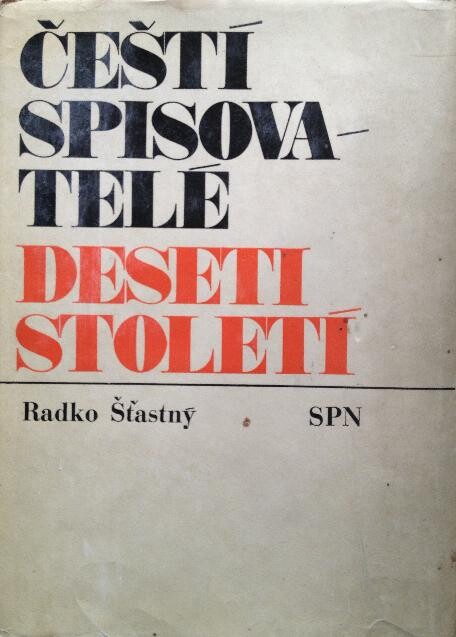 ČEŠTÍ
SPISOVA-
TELÉ
DESETI
STOLETÍ
Radko Šťastný SPN